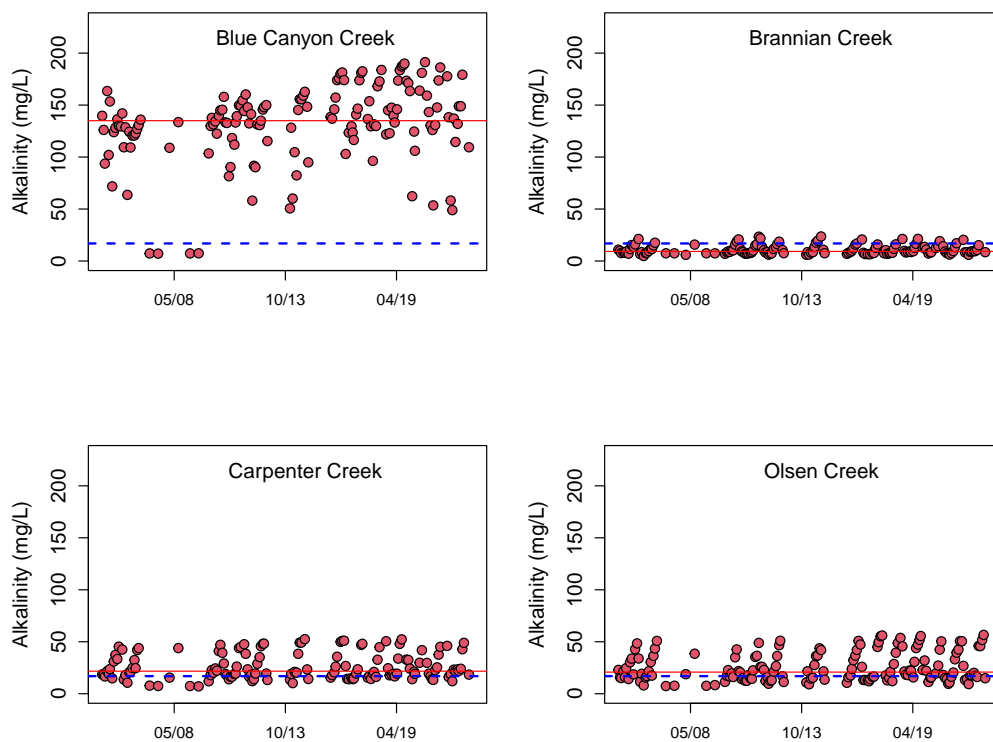 Blue Canyon Creek
Alkalinity (mg/L)
200
150
100
50
0
05/08 10/13 04/19
Brannian Creek
Alkalinity (mg/L)
200
150
100
50
0
05/08 10/13 04/19
Carpenter Creek
Alkalinity (mg/L)
200
150
100
50
0
05/08 10/13 04/19
Olsen Creek
Alkalinity (mg/L)
200
150
100
50
0
05/08 10/13 04/19